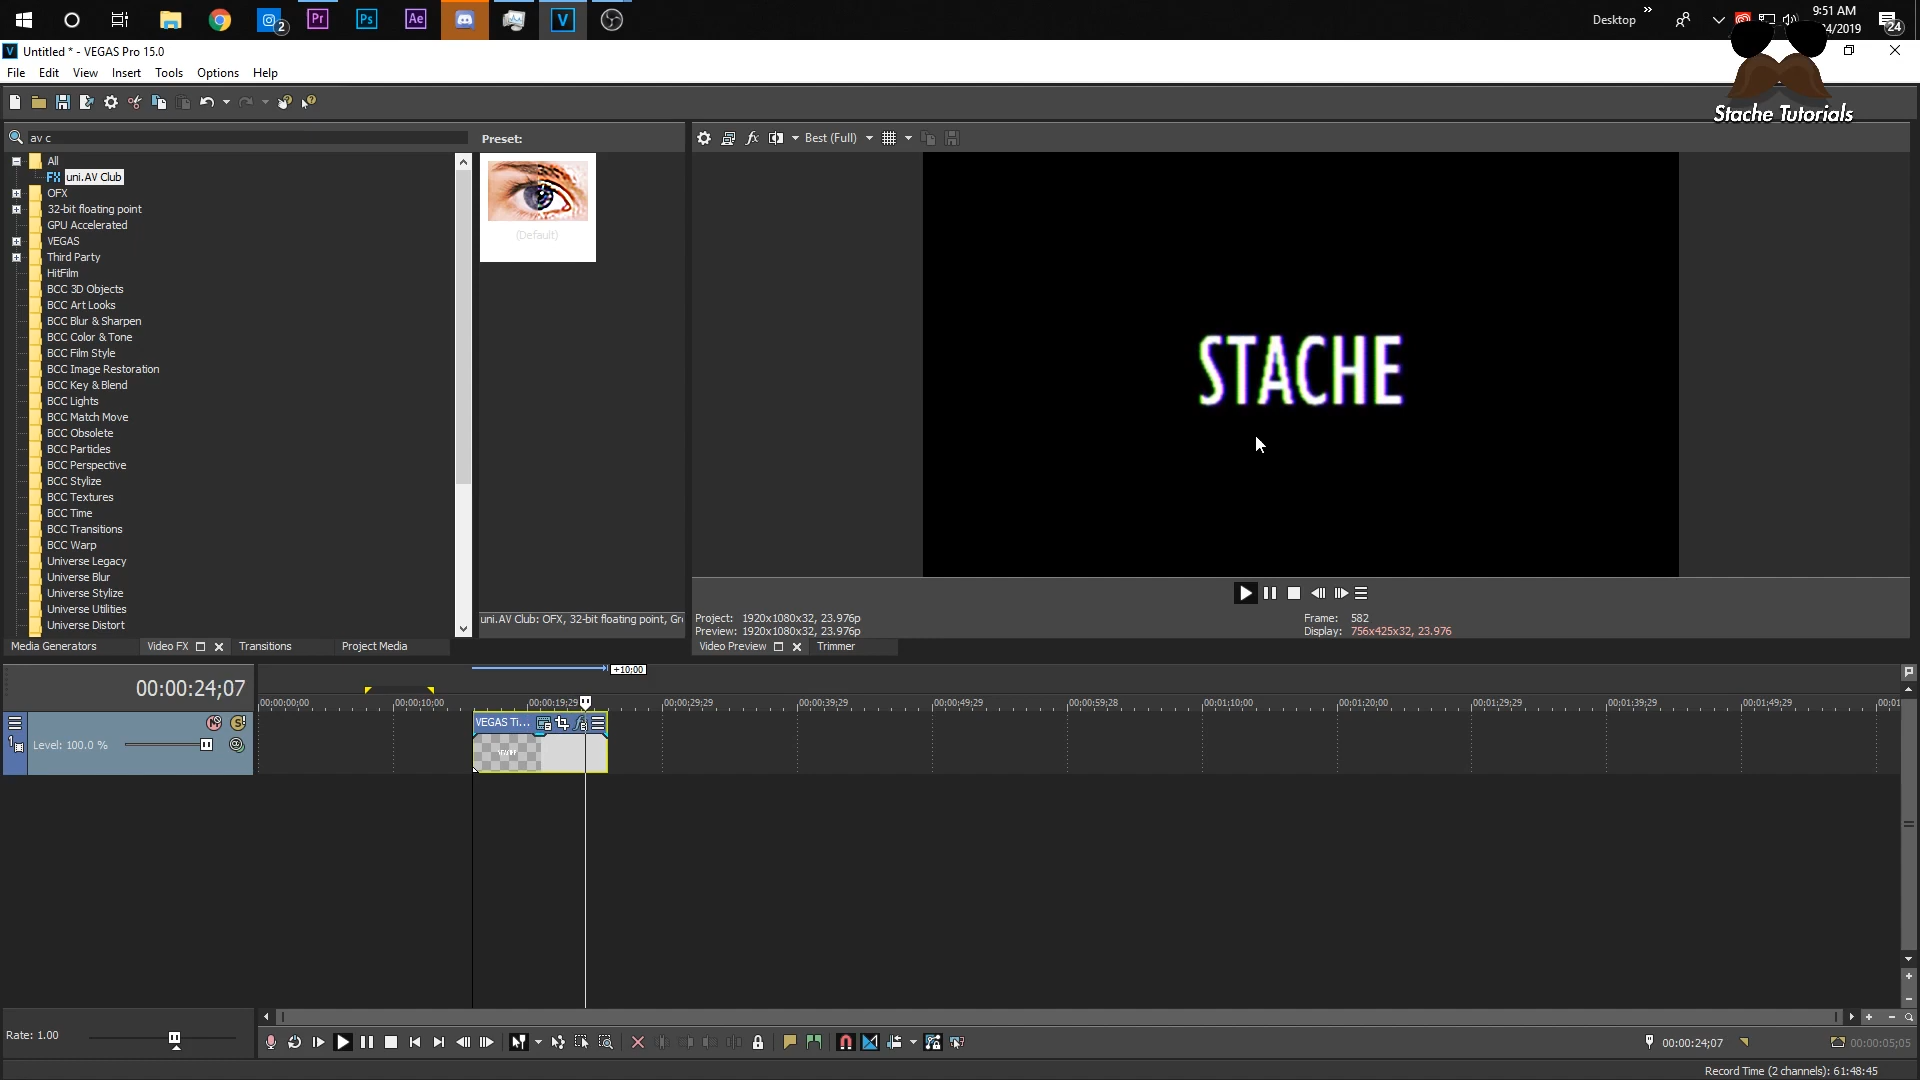 Desktop
9:51 AM
24/2019
2
24
Untitled * - VEGAS Pro 15.0
File Edit View Insert Tools Options Help
Stache Tutorials
av c
Preset:
Best (Full)
All
uni.AV Club
OFX
32-bit floating point
GPU Accelerated
VEGAS
Third Party
HitFilm
BCC 3D Objects
BCC Art Looks
BCC Blur & Sharpen
BCC Color & Tone
BCC Film Style
BCC Image Restoration
BCC Key & Blend
BCC Lights
BCC Match Move
BCC Obsolete
BCC Particles
BCC Perspective
BCC Stylize
BCC Textures
BCC Time
BCC Transitions
BCC Warp
Universe Legacy
Universe Blur
Universe Stylize
Universe Utilities
Universe Distort
(Default)
uni.AV Club: OFX, 32-bit floating point, Gr
STACHE
Project: 1920x1080x32, 23.976p
Preview: 1920x1080x32, 23.976p
Frame: 582
Display: 756x425x32, 23.976
Media Generators Video FX Transitions Project Media
Video Preview Trimmer
+10;00
00:00:24;07
00:00:00;00 00:00:10;00 00:00:19;29 00:00:29;29 00:00:39;29 00:00:49;29 00:00:59;28 00:01:10;00 00:01:20;00 00:01:29;29 00:01:39;29 00:01:49;29 00:01
VEGAS Ti...
1
Level: 100.0 %
Rate: 1.00
00:00:24;07
00:00:05;05
Record Time (2 channels): 61:48:45